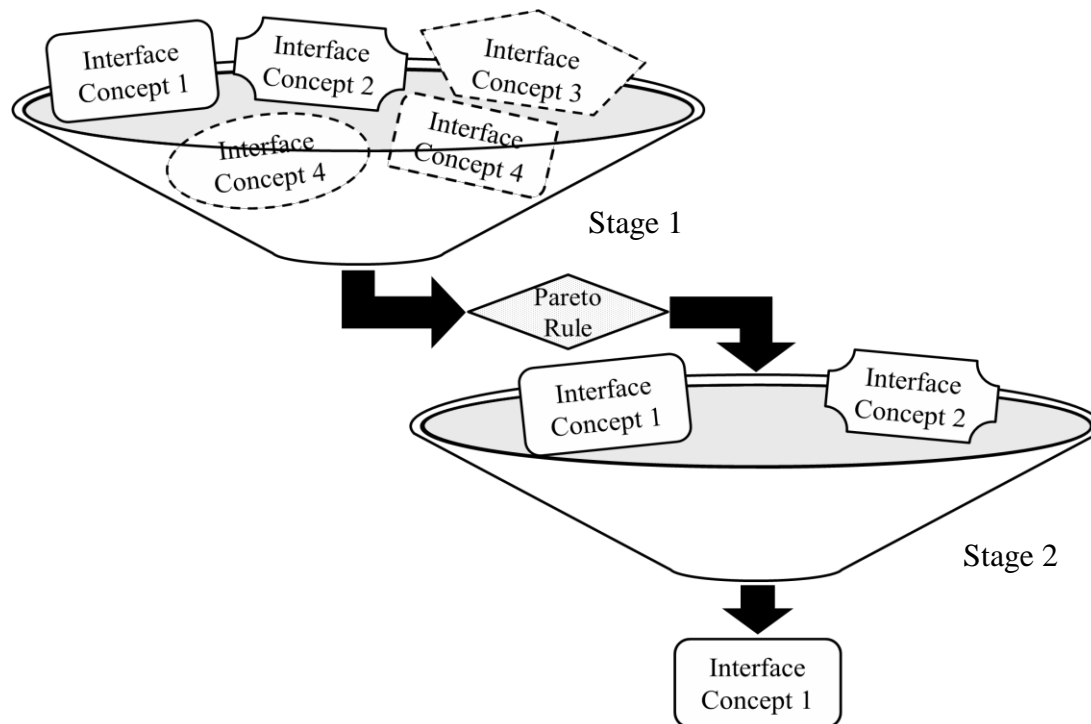 Interface
Concept 1
Interface
Concept 2
Interface
Concept 3
Interface
Concept 4
Interface
Concept 4
Stage 1
Pareto
Rule
Interface
Concept 1
Interface
Concept 2
Stage 2
Interface
Concept 1